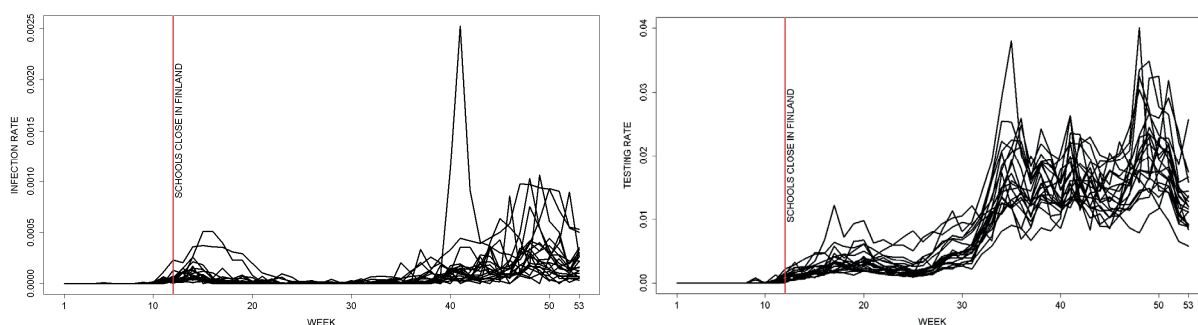 INFECTION RATE
0.0025
0.0020
0.0015
0.0010
0.0005
0.0000
SCHOOLS CLOSE IN FINLAND
1 10 20 30 40 50 53
WEEK
TESTING RATE
0.04
0.03
0.02
0.01
0.00
SCHOOLS CLOSE IN FINLAND
1 10 20 30 40 50 53
WEEK